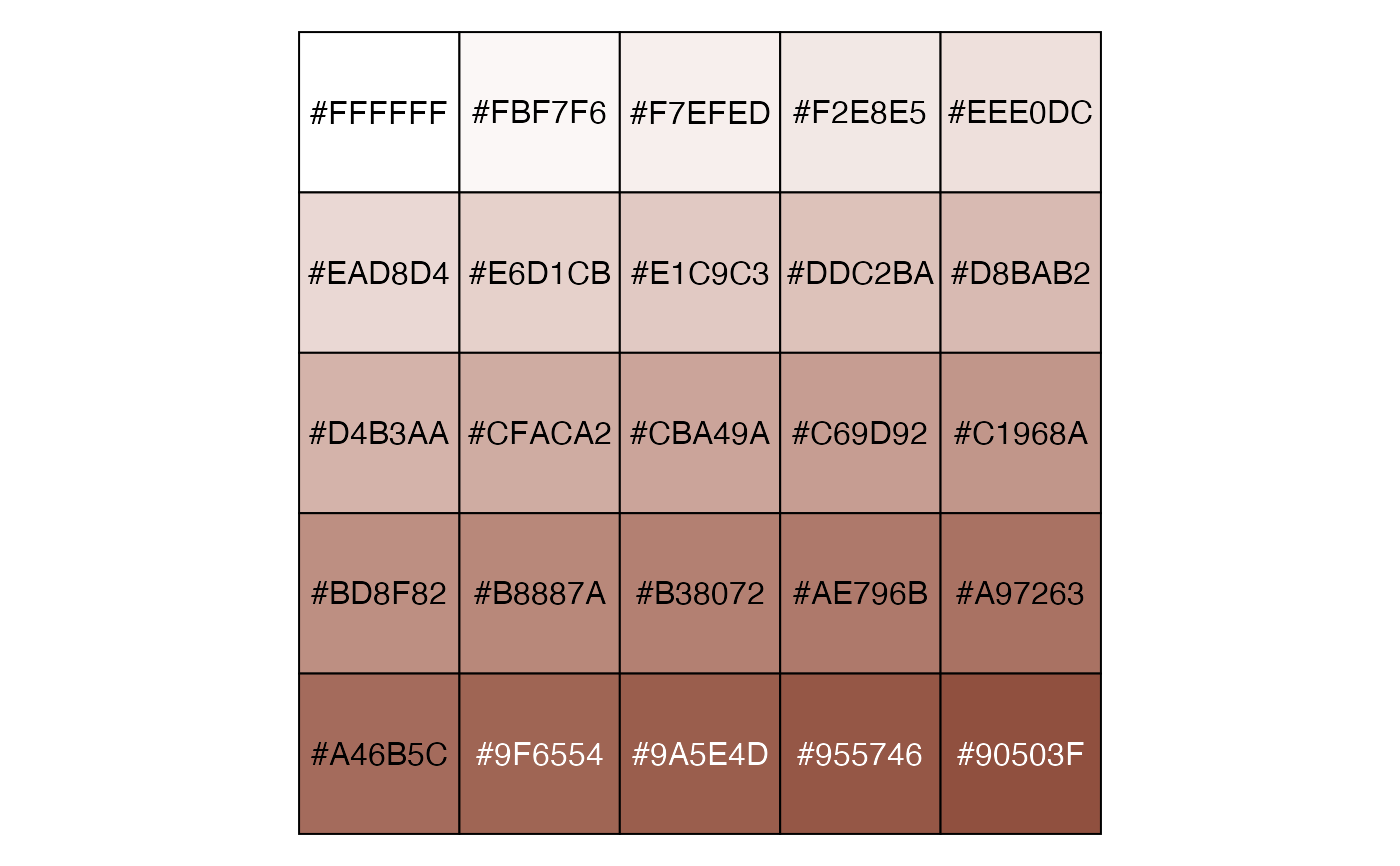 #FFFFFF #FBF7F6 #F7EFED #F2E8E5 #EEE0DC
#EAD8D4 #E6D1CB #E1C9C3 #DDC2BA #D8BAB2
#D4B3AA #CFACA2 #CBA49A #C69D92 #C1968A
#BD8F82 #B8887A #B38072 #AE796B #A97263
#A46B5C #9F6554 #9A5E4D #955746 #90503F